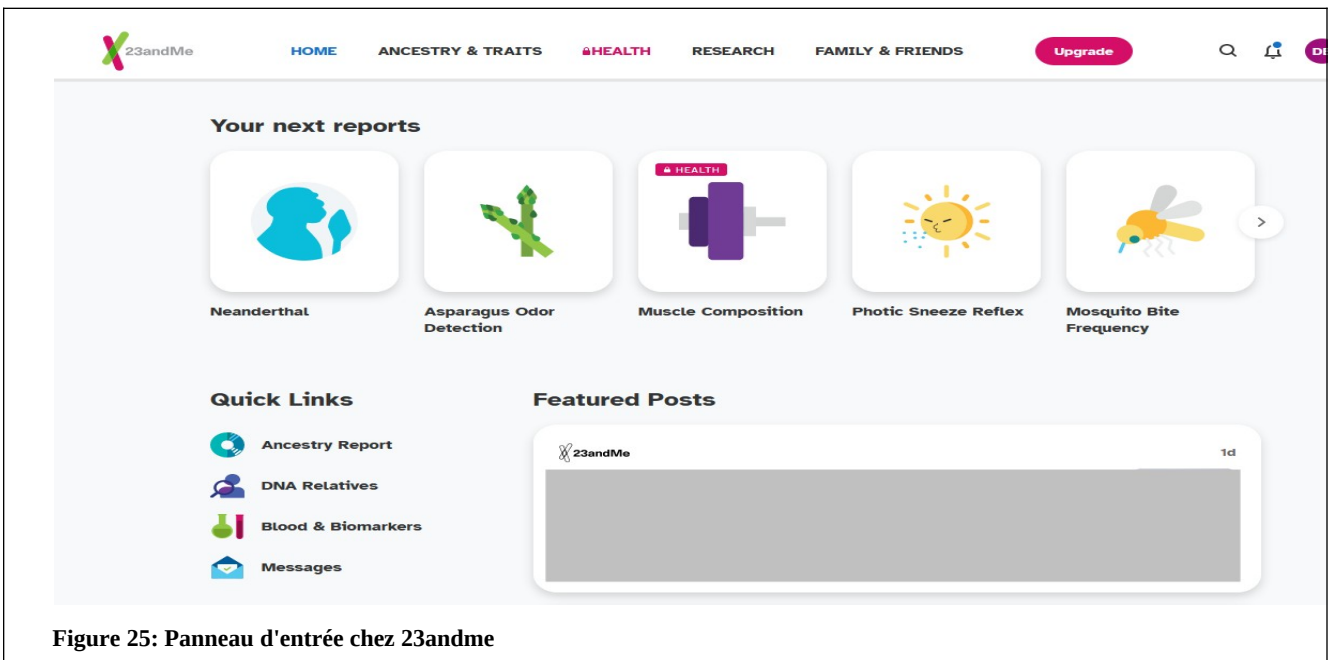 23andMe HOME ANCESTRY & TRAITS HEALTH RESEARCH FAMILY & FRIENDS Upgrade
Your next reports
HEALTH
Neanderthal Asparagus Odor Detection Muscle Composition Photic Sneeze Reflex Mosquito Bite Frequency
Quick Links
Ancestry Report
DNA Relatives
Blood & Biomarkers
Messages
Featured Posts
23andMe 1d
Figure 25: Panneau d'entrée chez 23andme